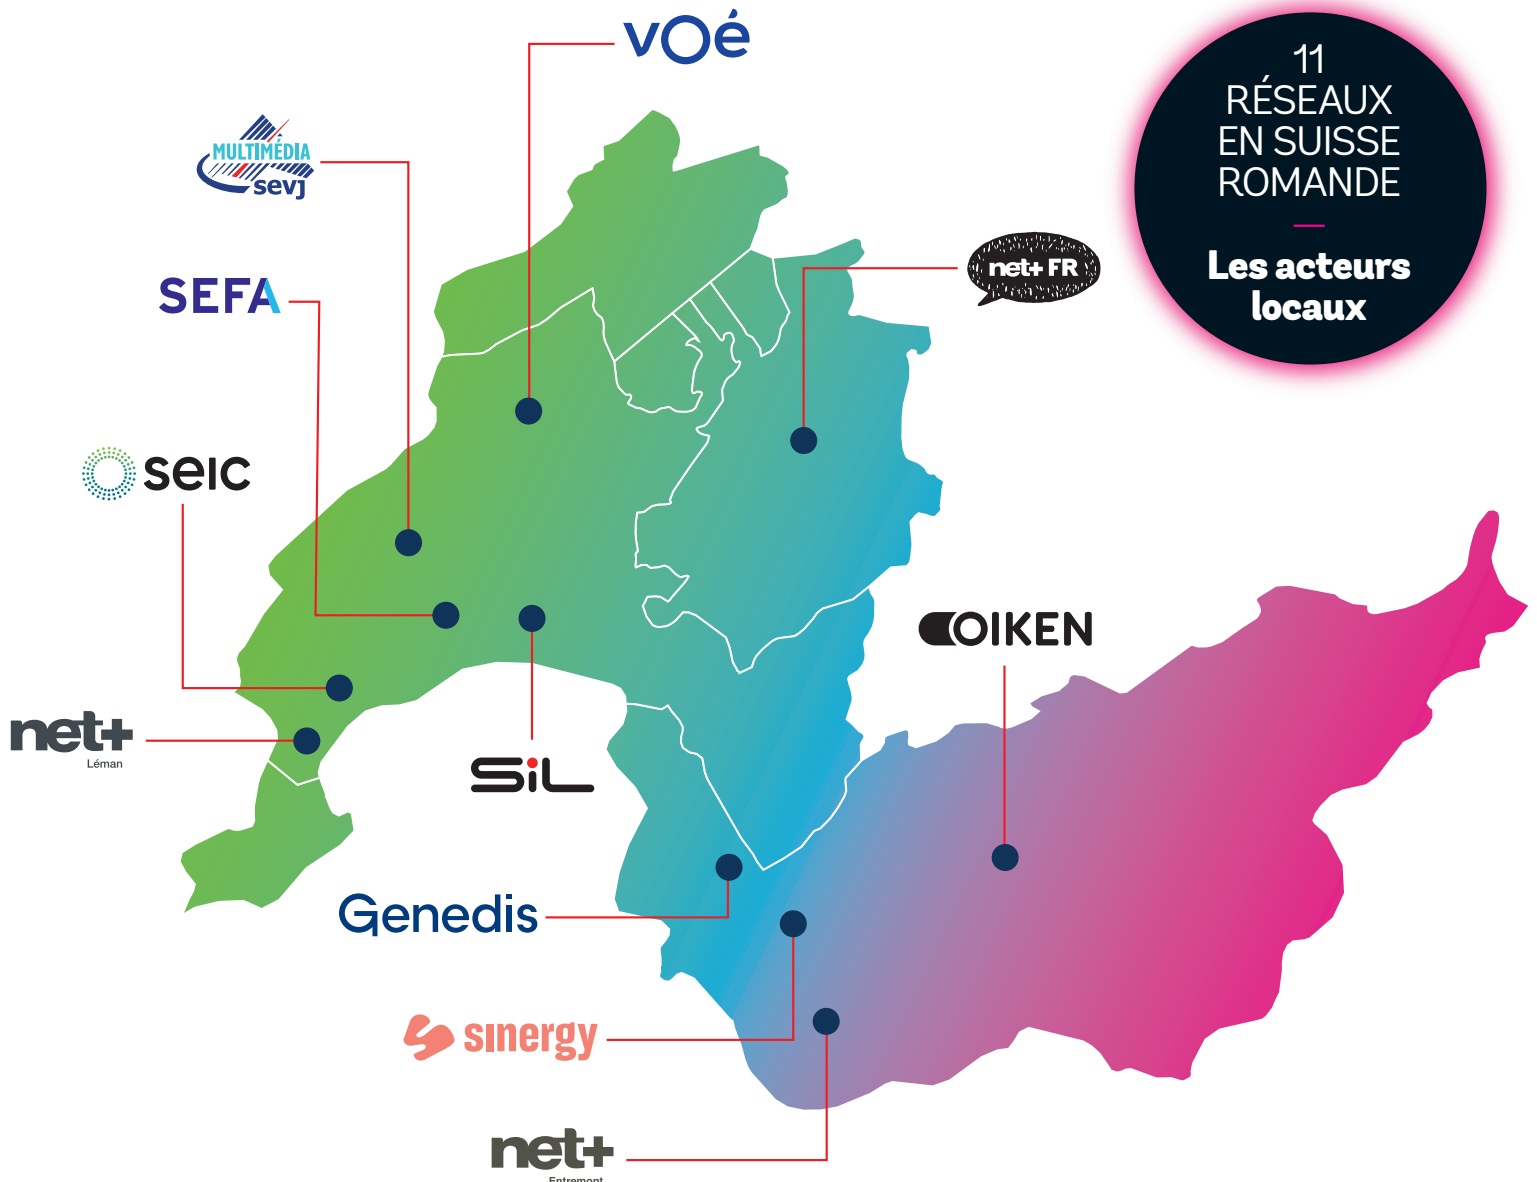 vOé
11
RÉSEAUX
EN SUISSE
ROMANDE
Les acteurs
locaux
MULTIMÉDIA
sevj
net+ FR
SEFA
seic
OIKEN
net+
Léman
SiL
Genedis
sinergy
net+
Entremont